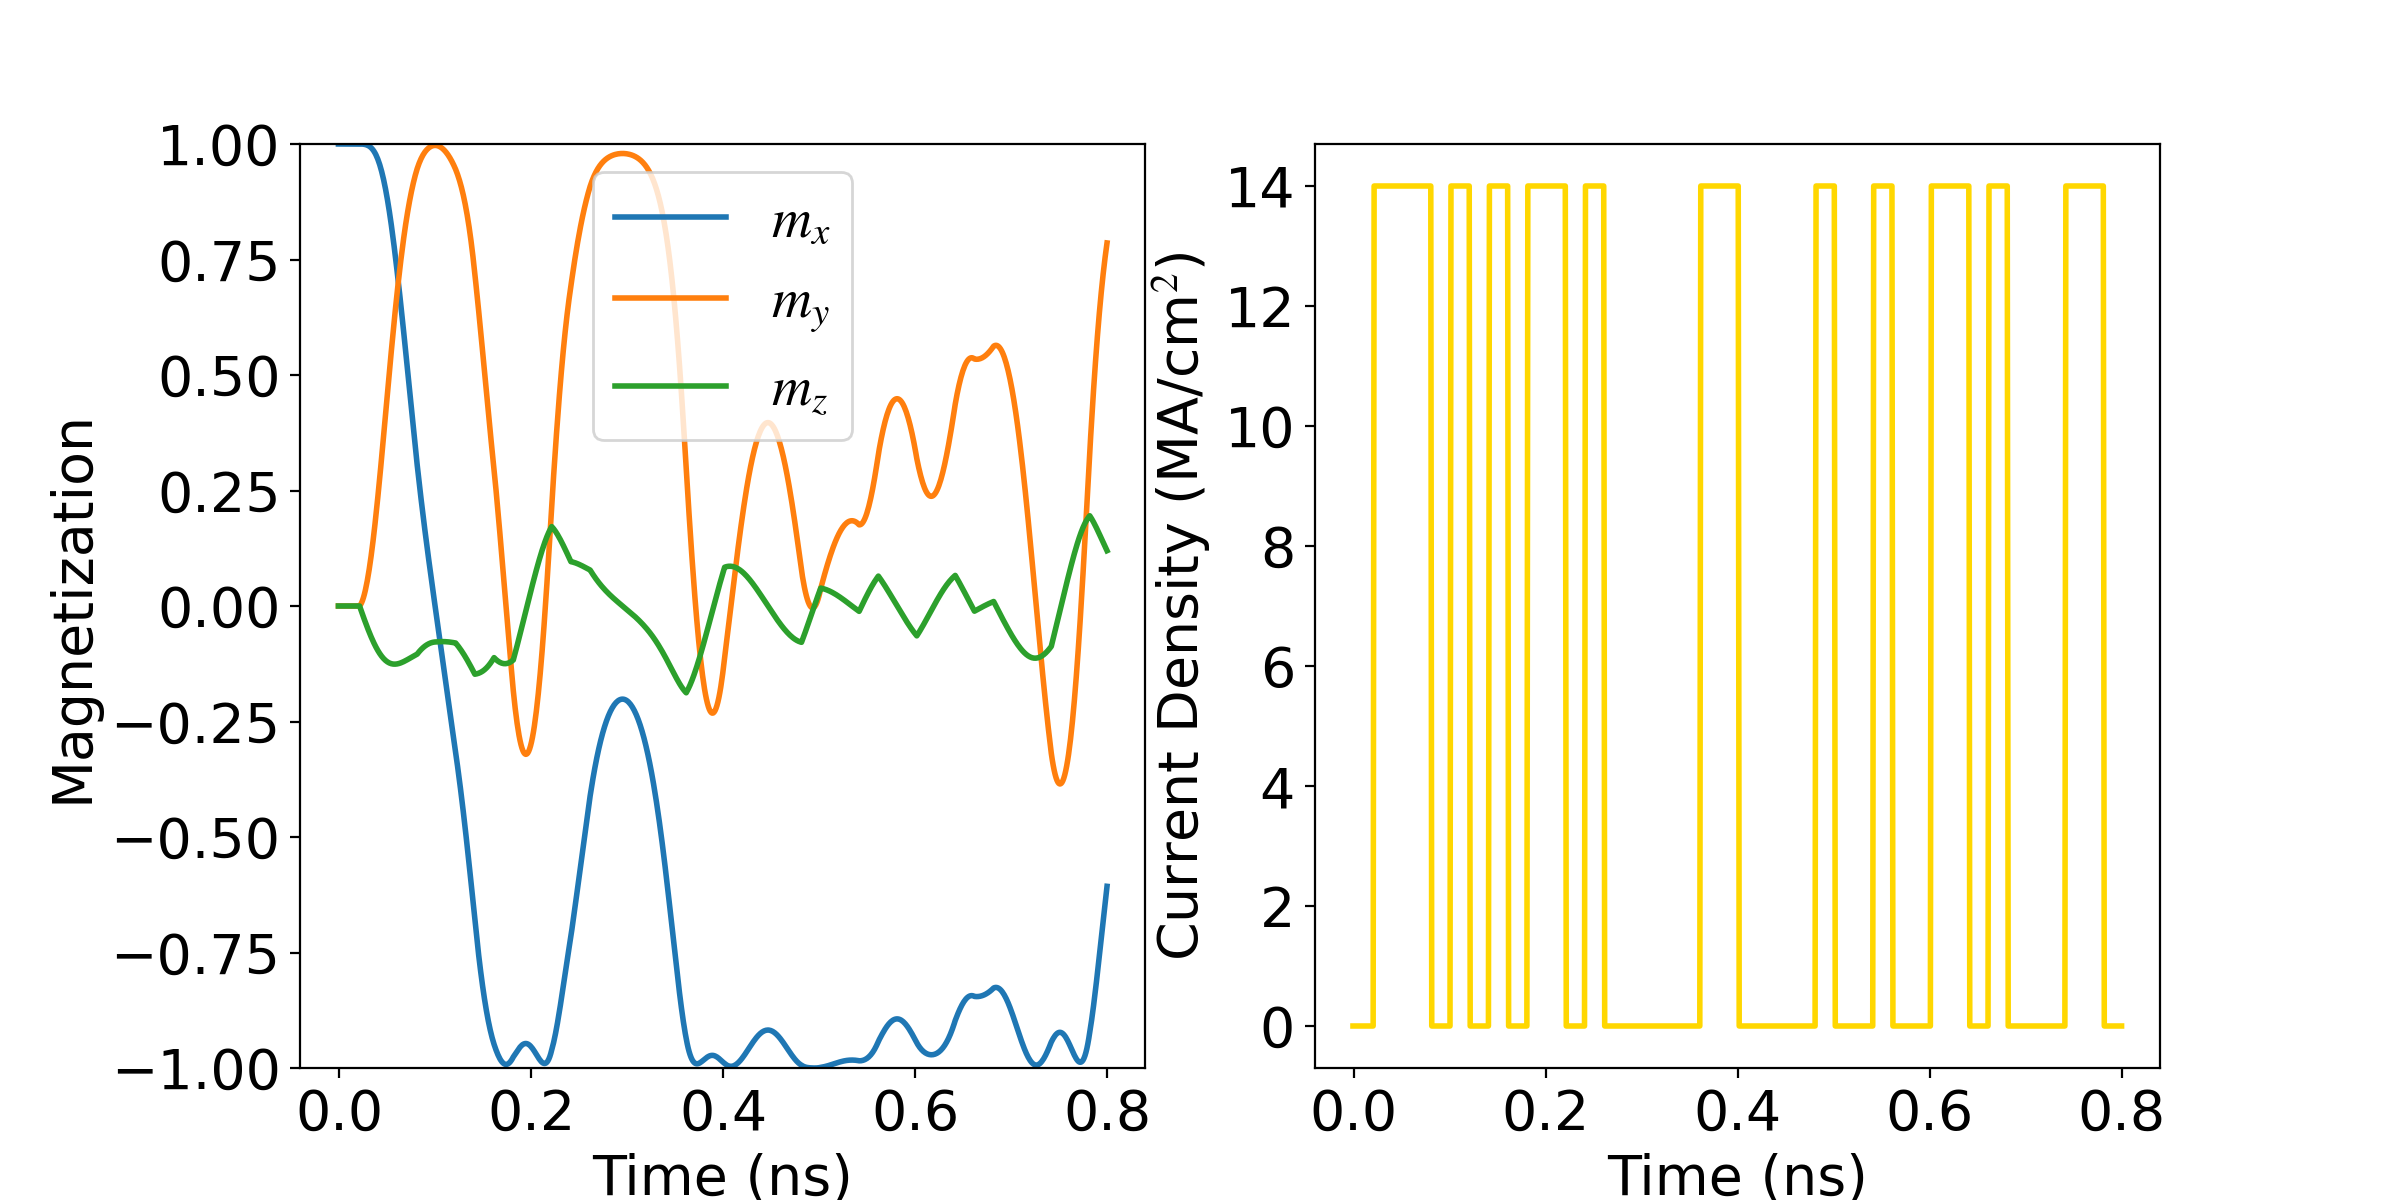 1.00
0.75
0.50
0.25
0.00
−0.25
−0.50
−0.75
−1.00
Magnetization
0.0 0.2 0.4 0.6 0.8
Time (ns)
m_x
m_y
m_z
14
12
10
8
6
4
2
0
Current Density (MA/cm²)
0.0 0.2 0.4 0.6 0.8
Time (ns)